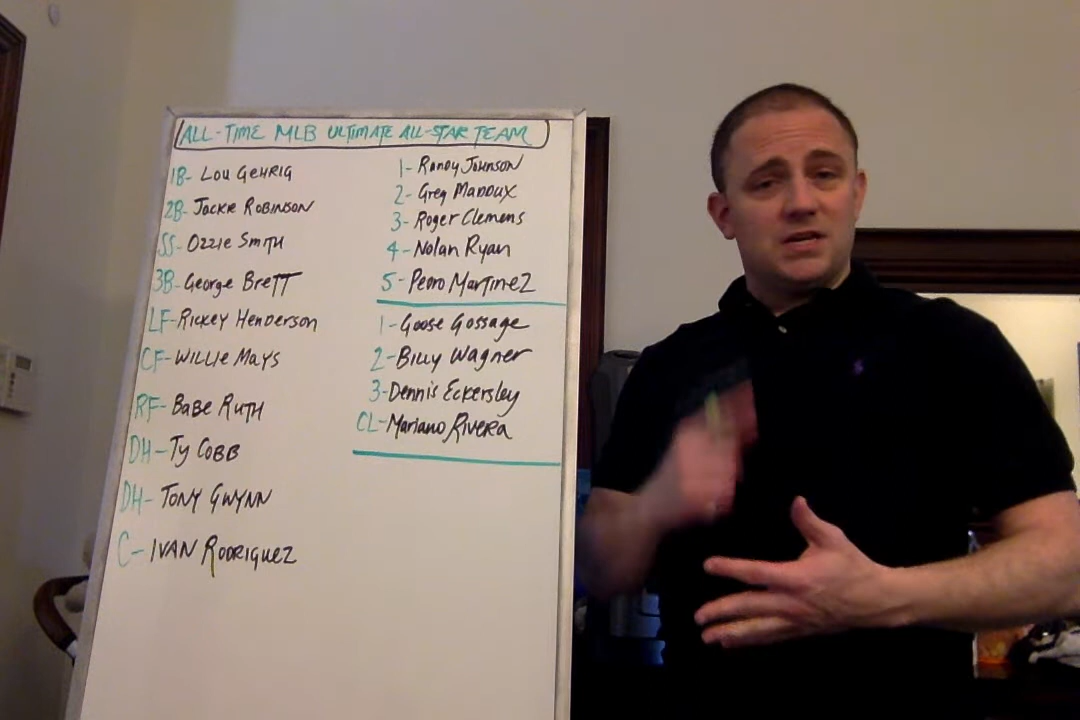 ALL-TIME MLB ULTIMATE ALL-STAR TEAM
1B- LOU GEHRIG
2B- JACKIE ROBINSON
SS- OZZIE SMITH
3B- George BRETT
LF- RICKEY HENDERSON
CF- WILLIE MAYS
RF- BABE RUTH
DH- TY COBB
DH- TONY GWYNN
C- IVAN RODRIGUEZ
1- RANDY JOHNSON
2- Greg MADDUX
3- Roger Clemens
4- Nolan Ryan
5- PEDRO MARTINEZ
1- Goose Gossage
2- BILLY WAGNER
3- Dennis Eckersley
CL- MARIANO RIVERA